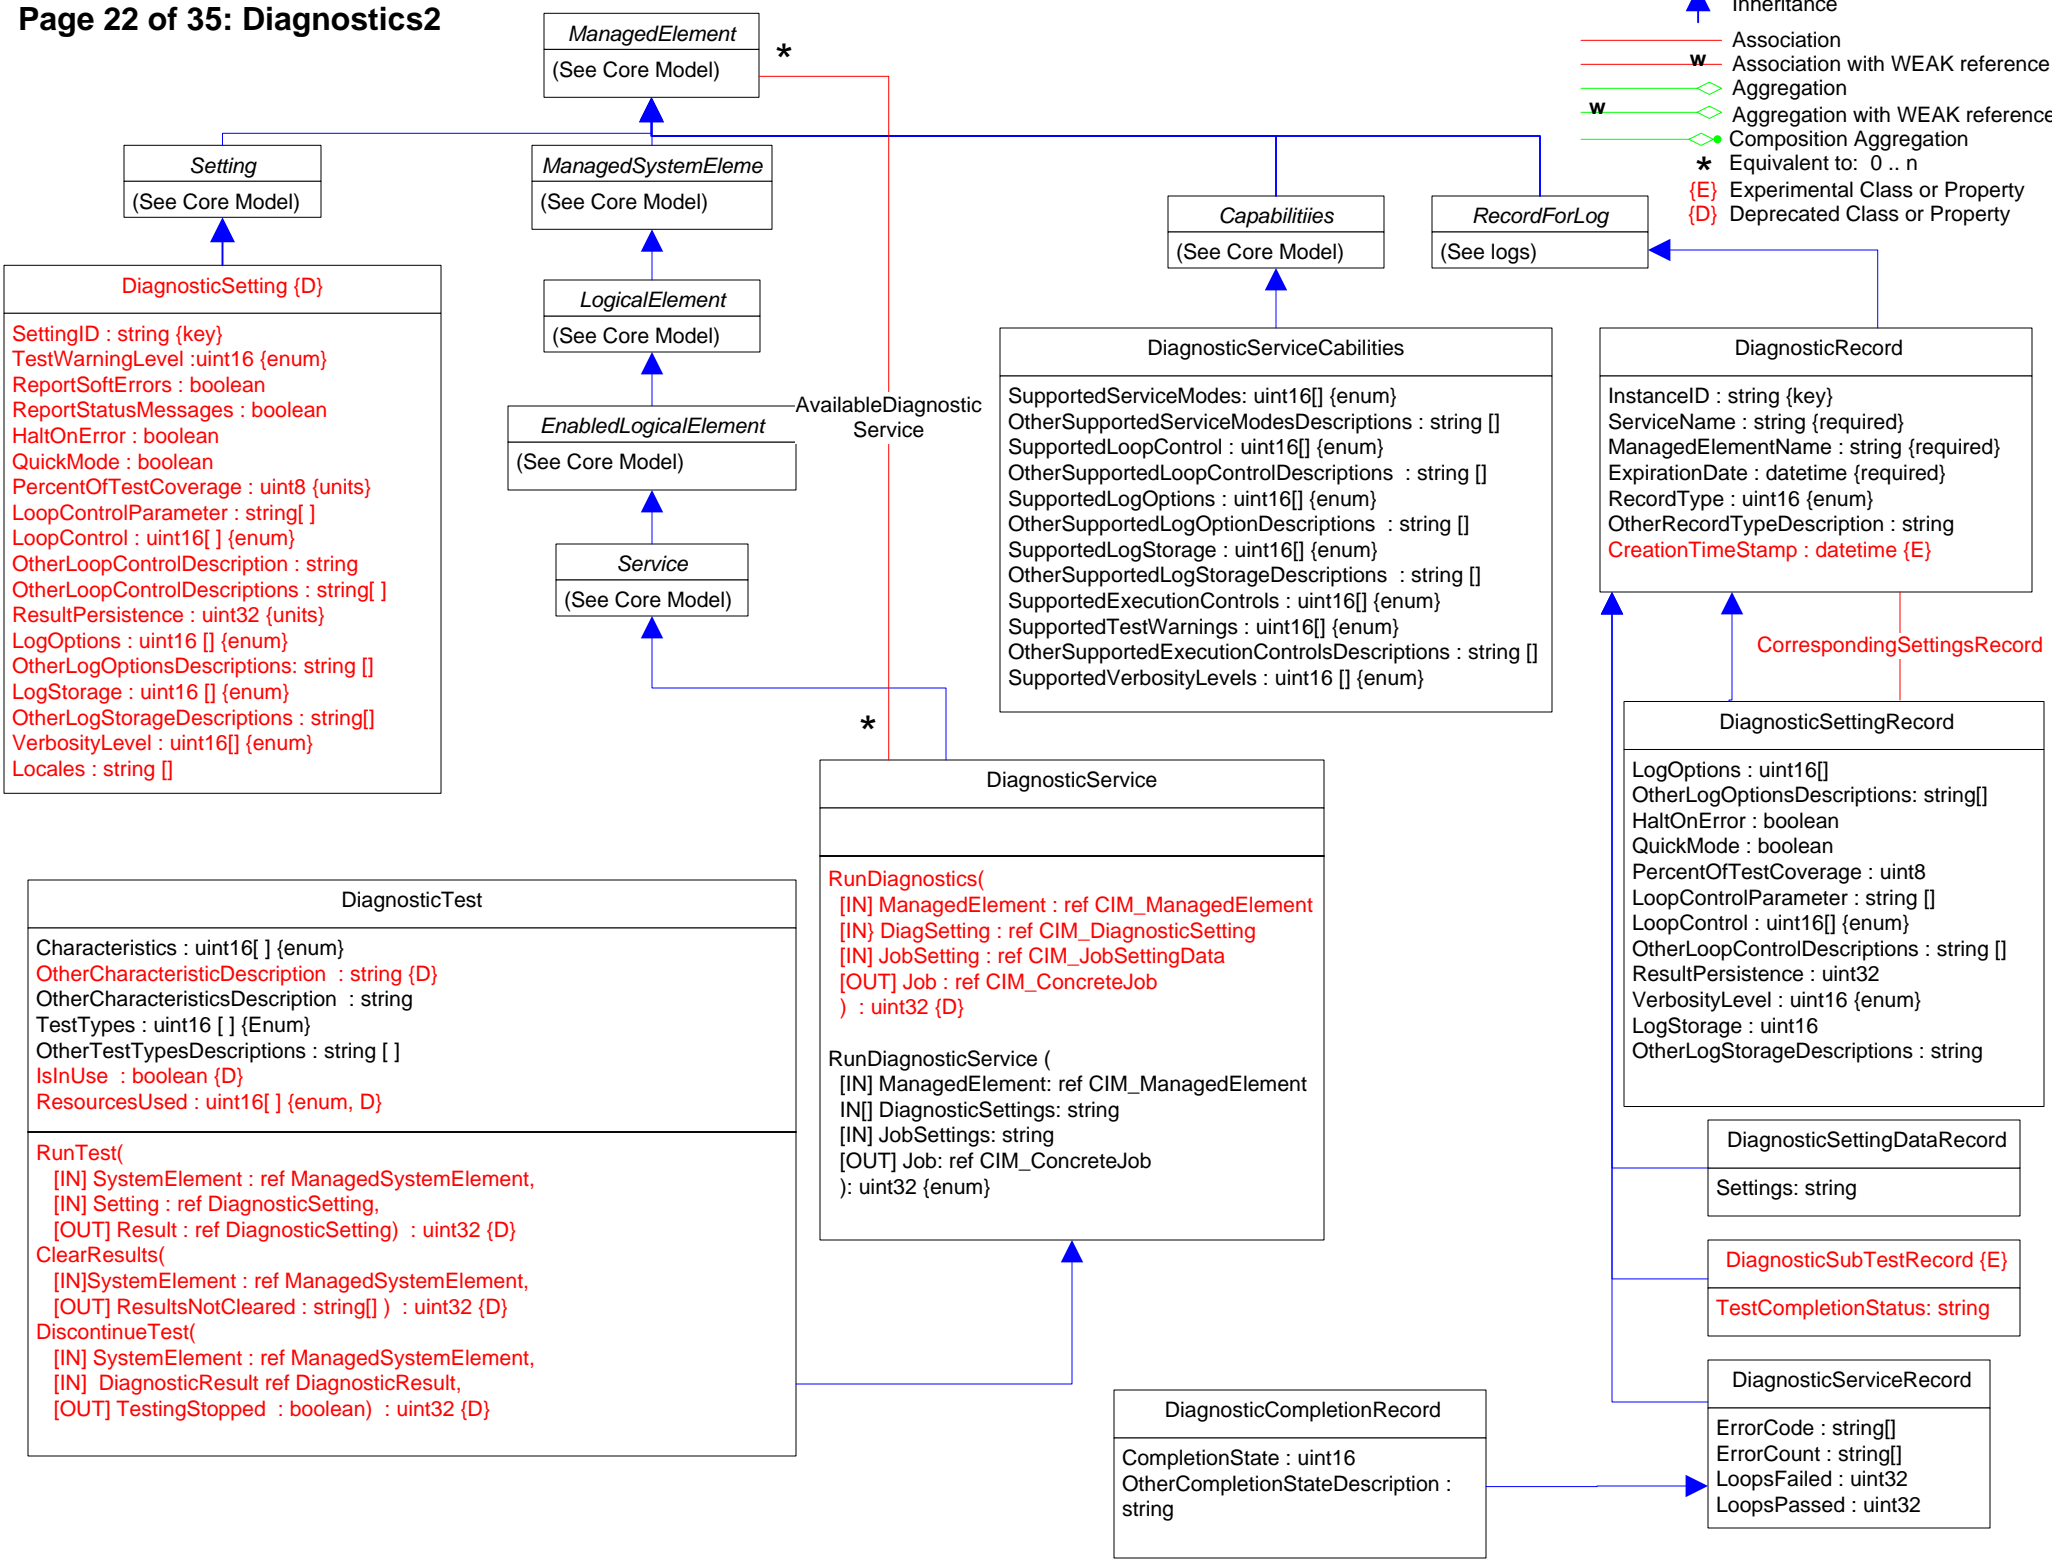 Page 22 of 35: Diagnostics2
Inheritance
Association
w
Association with WEAK reference
Aggregation
w
Aggregation with WEAK reference
Composition Aggregation
* Equivalent to: 0 .. n
{E} Experimental Class or Property
{D} Deprecated Class or Property
ManagedElement
(See Core Model)
*
Setting
(See Core Model)
ManagedSystemEleme
(See Core Model)
Capabilitiies
(See Core Model)
RecordForLog
(See logs)
LogicalElement
(See Core Model)
EnabledLogicalElement
(See Core Model)
Service
(See Core Model)
AvailableDiagnostic
Service
*
DiagnosticSetting {D}
SettingID : string {key}
TestWarningLevel :uint16 {enum}
ReportSoftErrors : boolean
ReportStatusMessages : boolean
HaltOnError : boolean
QuickMode : boolean
PercentOfTestCoverage : uint8 {units}
LoopControlParameter : string[ ]
LoopControl : uint16[ ] {enum}
OtherLoopControlDescription : string
OtherLoopControlDescriptions : string[ ]
ResultPersistence : uint32 {units}
LogOptions : uint16 [] {enum}
OtherLogOptionsDescriptions: string []
LogStorage : uint16 [] {enum}
OtherLogStorageDescriptions : string[]
VerbosityLevel : uint16[] {enum}
Locales : string []
DiagnosticServiceCabilities
SupportedServiceModes: uint16[] {enum}
OtherSupportedServiceModesDescriptions : string []
SupportedLoopControl : uint16[] {enum}
OtherSupportedLoopControlDescriptions : string []
SupportedLogOptions : uint16[] {enum}
OtherSupportedLogOptionDescriptions : string []
SupportedLogStorage : uint16[] {enum}
OtherSupportedLogStorageDescriptions : string []
SupportedExecutionControls : uint16[] {enum}
SupportedTestWarnings : uint16[] {enum}
OtherSupportedExecutionControlsDescriptions : string []
SupportedVerbosityLevels : uint16 [] {enum}
DiagnosticRecord
InstanceID : string {key}
ServiceName : string {required}
ManagedElementName : string {required}
ExpirationDate : datetime {required}
RecordType : uint16 {enum}
OtherRecordTypeDescription : string
CreationTimeStamp : datetime {E}
CorrespondingSettingsRecord
DiagnosticSettingRecord
LogOptions : uint16[]
OtherLogOptionsDescriptions: string[]
HaltOnError : boolean
QuickMode : boolean
PercentOfTestCoverage : uint8
LoopControlParameter : string []
LoopControl : uint16[] {enum}
OtherLoopControlDescriptions : string []
ResultPersistence : uint32
VerbosityLevel : uint16 {enum}
LogStorage : uint16
OtherLogStorageDescriptions : string
DiagnosticService
RunDiagnostics(
[IN] ManagedElement : ref CIM_ManagedElement
[IN} DiagSetting : ref CIM_DiagnosticSetting
[IN] JobSetting : ref CIM_JobSettingData
[OUT] Job : ref CIM_ConcreteJob
) : uint32 {D}
RunDiagnosticService (
[IN] ManagedElement: ref CIM_ManagedElement
IN[] DiagnosticSettings: string
[IN] JobSettings: string
[OUT] Job: ref CIM_ConcreteJob
): uint32 {enum}
DiagnosticTest
Characteristics : uint16[ ] {enum}
OtherCharacteristicDescription : string {D}
OtherCharacteristicsDescription : string
TestTypes : uint16 [ ] {Enum}
OtherTestTypesDescriptions : string [ ]
IsInUse : boolean {D}
ResourcesUsed : uint16[ ] {enum, D}
RunTest(
[IN] SystemElement : ref ManagedSystemElement,
[IN] Setting : ref DiagnosticSetting,
[OUT] Result : ref DiagnosticSetting) : uint32 {D}
ClearResults(
[IN]SystemElement : ref ManagedSystemElement,
[OUT] ResultsNotCleared : string[] ) : uint32 {D}
DiscontinueTest(
[IN] SystemElement : ref ManagedSystemElement,
[IN] DiagnosticResult ref DiagnosticResult,
[OUT] TestingStopped : boolean) : uint32 {D}
DiagnosticSettingDataRecord
Settings: string
DiagnosticSubTestRecord {E}
TestCompletionStatus: string
DiagnosticServiceRecord
ErrorCode : string[]
ErrorCount : string[]
LoopsFailed : uint32
LoopsPassed : uint32
DiagnosticCompletionRecord
CompletionState : uint16
OtherCompletionStateDescription :
string